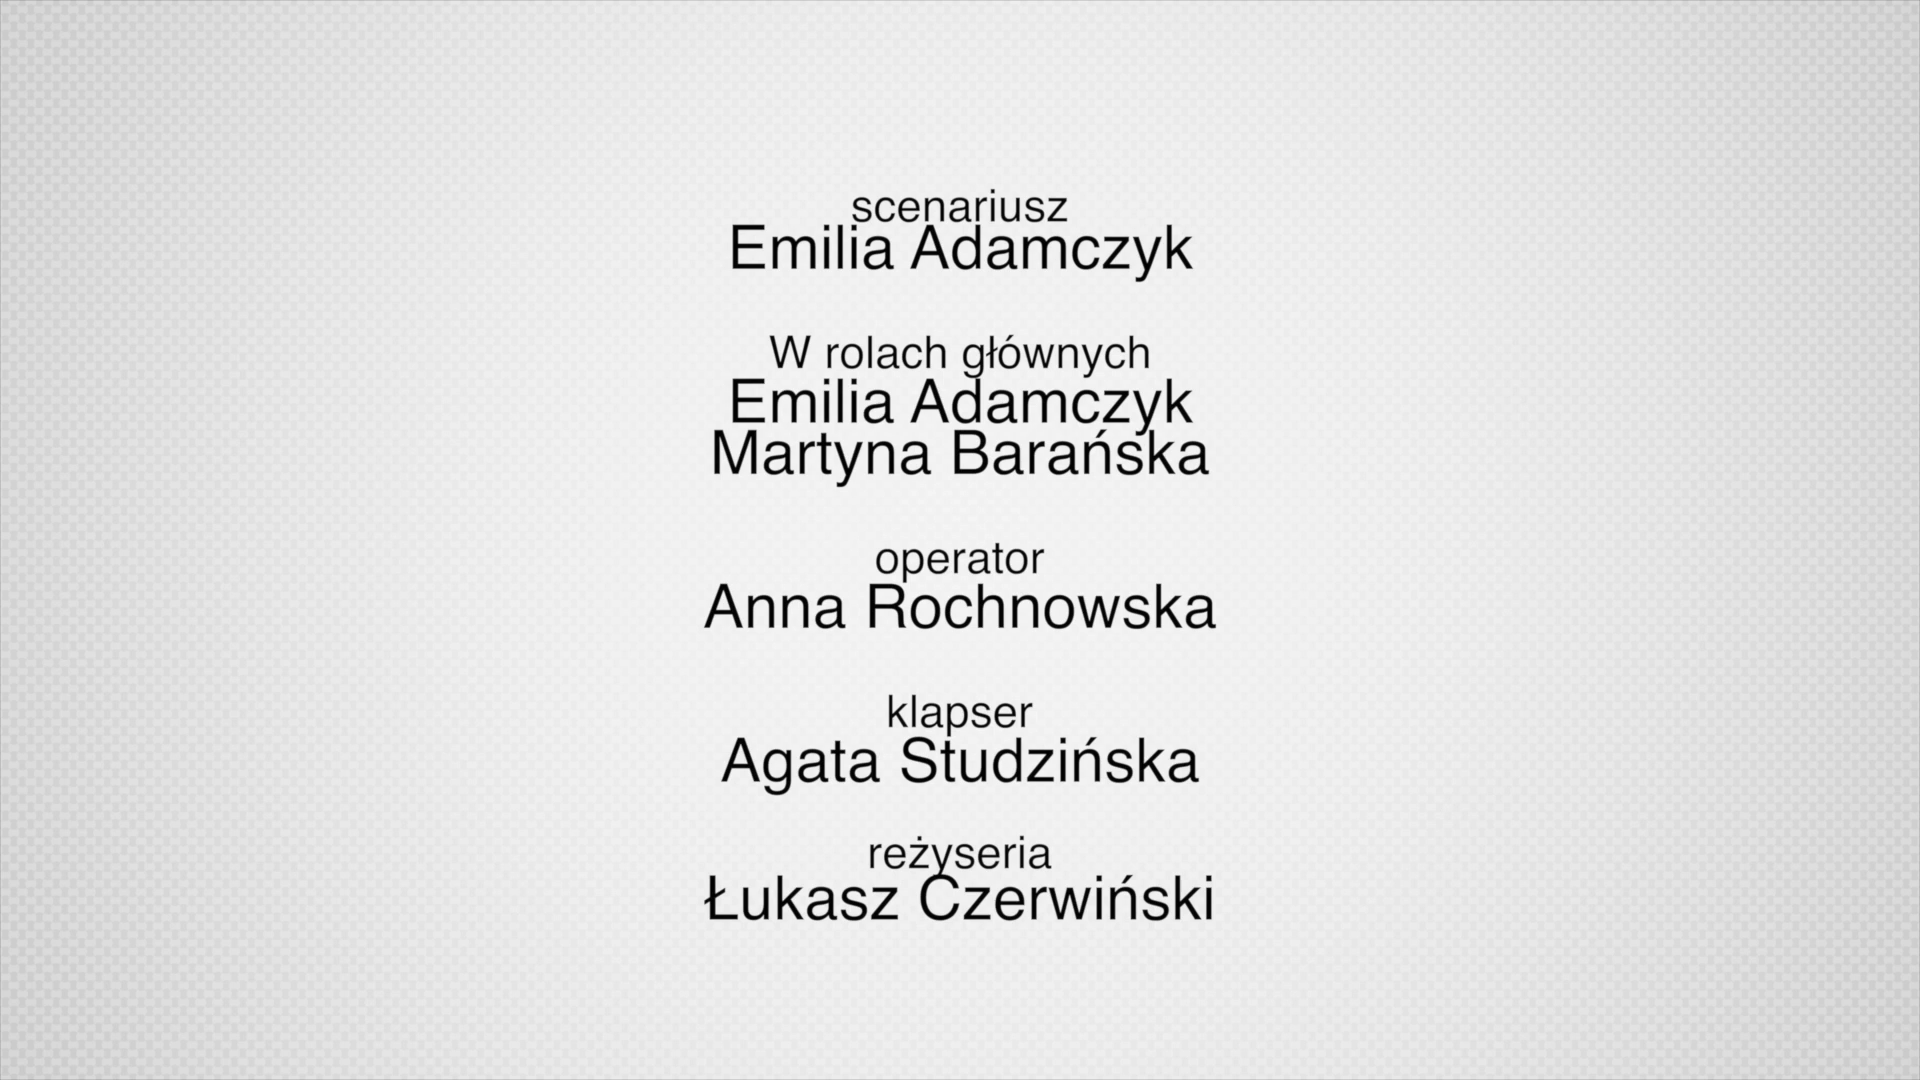 scenariusz
Emilia Adamczyk
W rolach głównych
Emilia Adamczyk
Martyna Barańska
operator
Anna Rochnowska
klapser
Agata Studzińska
reżyseria
Łukasz Czerwiński